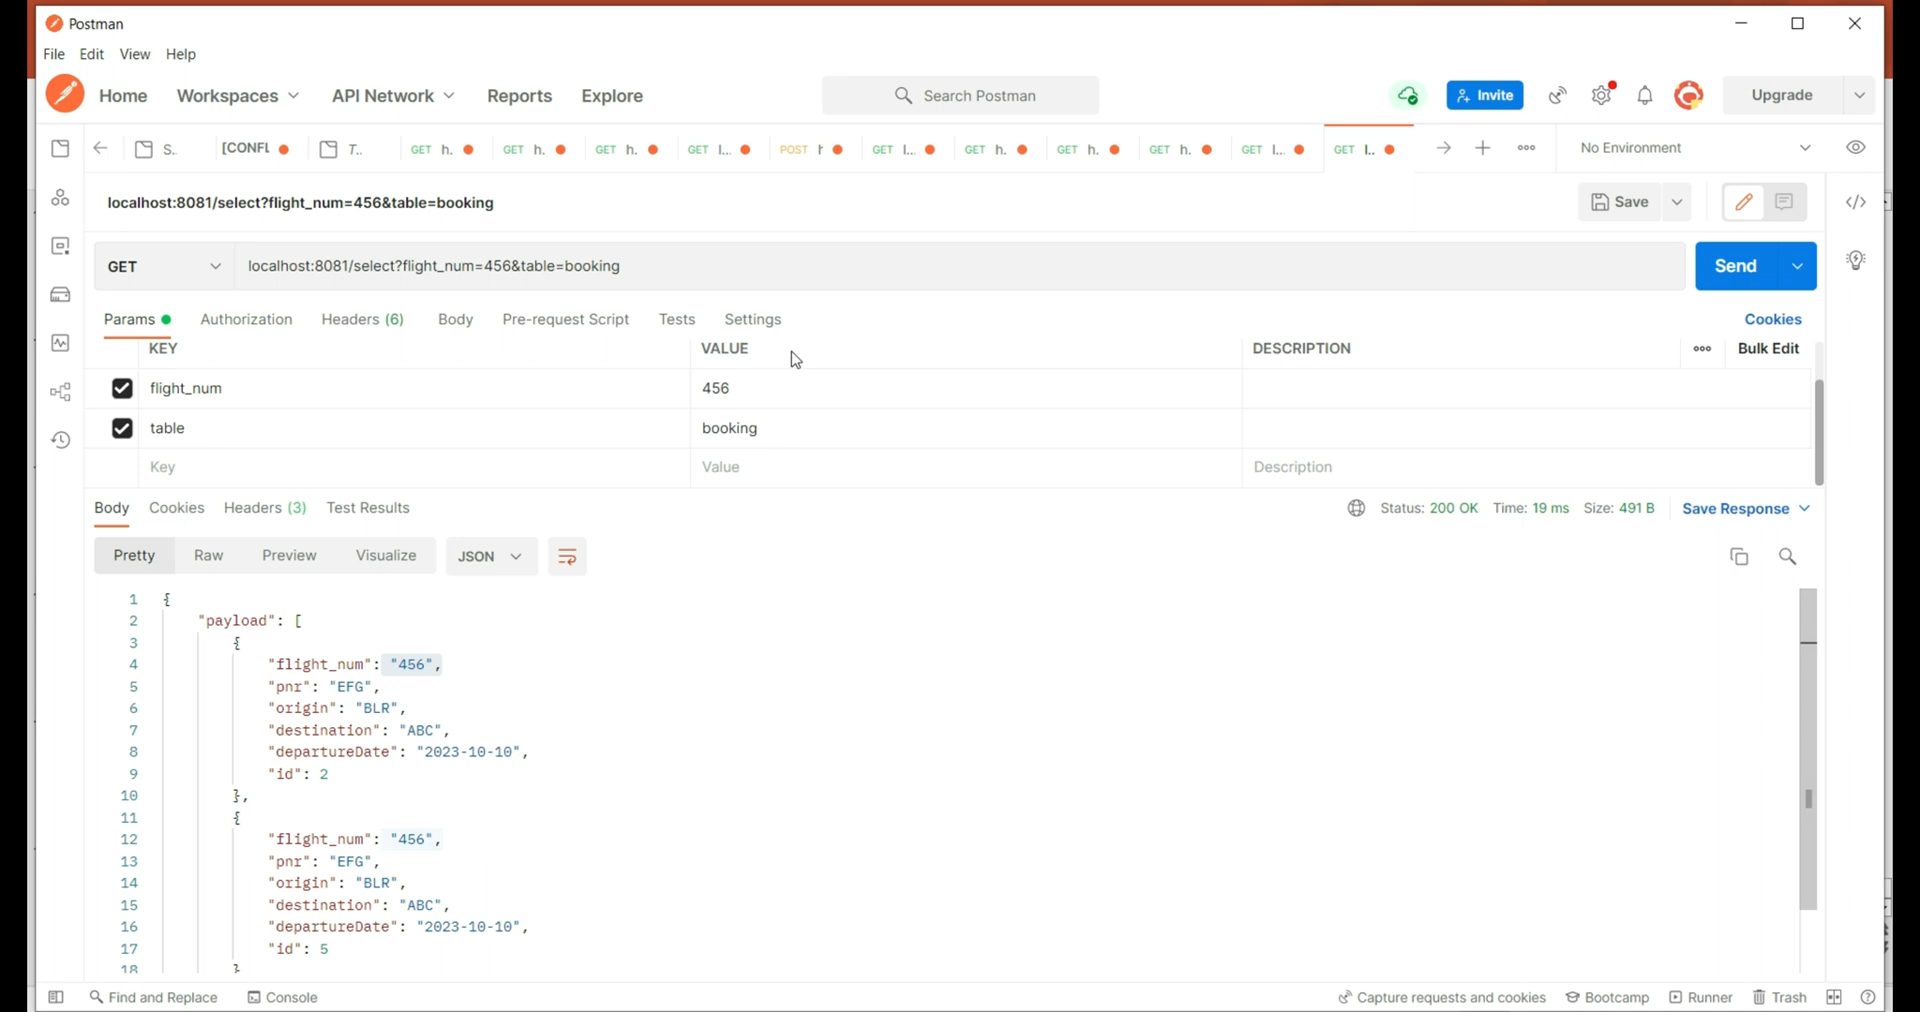 Postman
File Edit View Help
Home Workspaces API Network Reports Explore Search Postman Invite Upgrade
S.. [CONFL T.. GET h. GET h. GET h. GET l... POST h GET l... GET h. GET h. GET h. GET l... GET l.. No Environment
localhost:8081/select?flight_num=456&table=booking Save
GET localhost:8081/select?flight_num=456&table=booking Send
Params Authorization Headers (6) Body Pre-request Script Tests Settings Cookies
KEY VALUE DESCRIPTION Bulk Edit
flight_num 456
table booking
Key Value Description
Body Cookies Headers (3) Test Results Status: 200 OK Time: 19 ms Size: 491 B Save Response
Pretty Raw Preview Visualize JSON
1 {
2 "payload": [
3 {
4 "flight_num": "456",
5 "pnr": "EFG",
6 "origin": "BLR",
7 "destination": "ABC",
8 "departureDate": "2023-10-10",
9 "id": 2
10 },
11 {
12 "flight_num": "456",
13 "pnr": "EFG",
14 "origin": "BLR",
15 "destination": "ABC",
16 "departureDate": "2023-10-10",
17 "id": 5
18 }
Find and Replace Console Capture requests and cookies Bootcamp Runner Trash